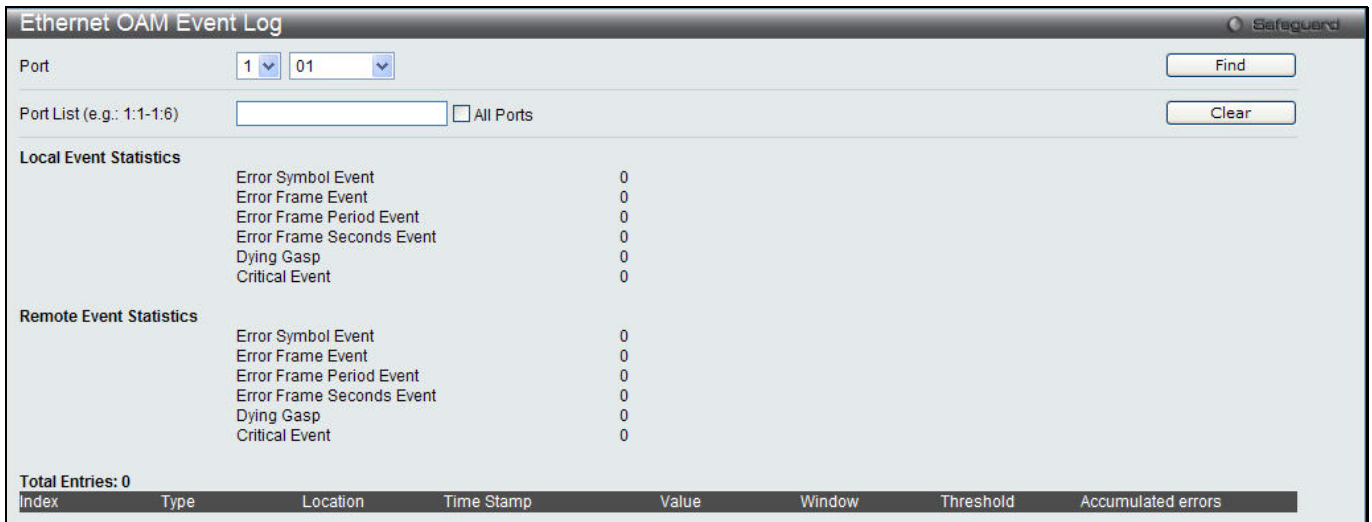 Ethernet OAM Event Log Safeguard
Port 1 01 Find
Port List (e.g.: 1:1-1:6) All Ports Clear
Local Event Statistics
Error Symbol Event 0
Error Frame Event 0
Error Frame Period Event 0
Error Frame Seconds Event 0
Dying Gasp 0
Critical Event 0
Remote Event Statistics
Error Symbol Event 0
Error Frame Event 0
Error Frame Period Event 0
Error Frame Seconds Event 0
Dying Gasp 0
Critical Event 0
Total Entries: 0
Index Type Location Time Stamp Value Window Threshold Accumulated errors